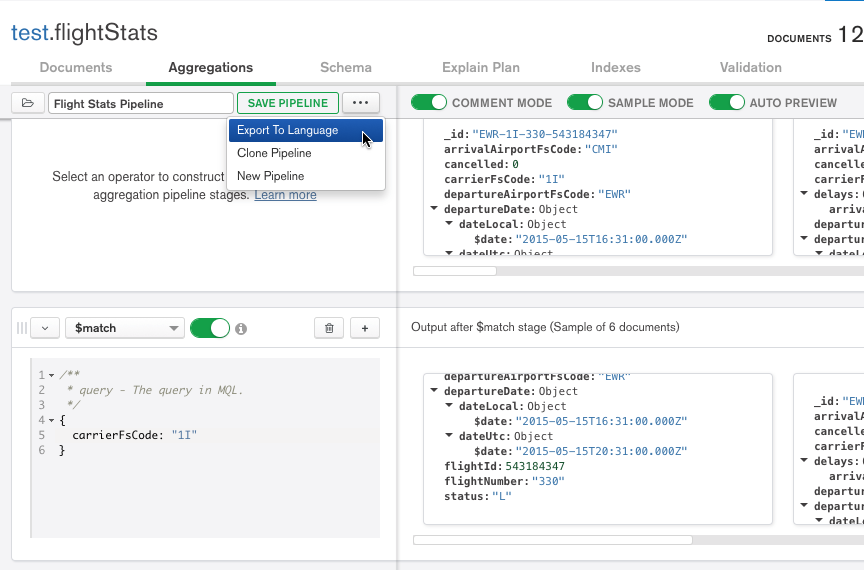 test.flightStats
DOCUMENTS 12
Documents Aggregations Schema Explain Plan Indexes Validation
Flight Stats Pipeline SAVE PIPELINE ••• COMMENT MODE SAMPLE MODE AUTO PREVIEW
Export To Language
Clone Pipeline
New Pipeline
Select an operator to construct
aggregation pipeline stages. Learn more
_id: "EWR-1I-330-543184347"
arrivalAirportFsCode: "CMI"
cancelled: 0
carrierFsCode: "1I"
departureAirportFsCode: "EWR"
departureDate: Object
dateLocal: Object
$date: "2015-05-15T16:31:00.000Z"
dateUtc: Object
_id: "EW
arrivalA
cancelle
carrierF
delays: 
arriva
departur
departur
dateL
$match
Output after $match stage (Sample of 6 documents)
1 /**
2 * query - The query in MQL.
3 */
4 {
5 carrierFsCode: "1I"
6 }
departureAirportFsCode: "EWR"
departureDate: Object
dateLocal: Object
$date: "2015-05-15T16:31:00.000Z"
dateUtc: Object
$date: "2015-05-15T20:31:00.000Z"
flightId: 543184347
flightNumber: "330"
status: "L"
_id: "EW
arrivalA
cancelle
carrierF
delays: 
arriva
departur
departur
dateL